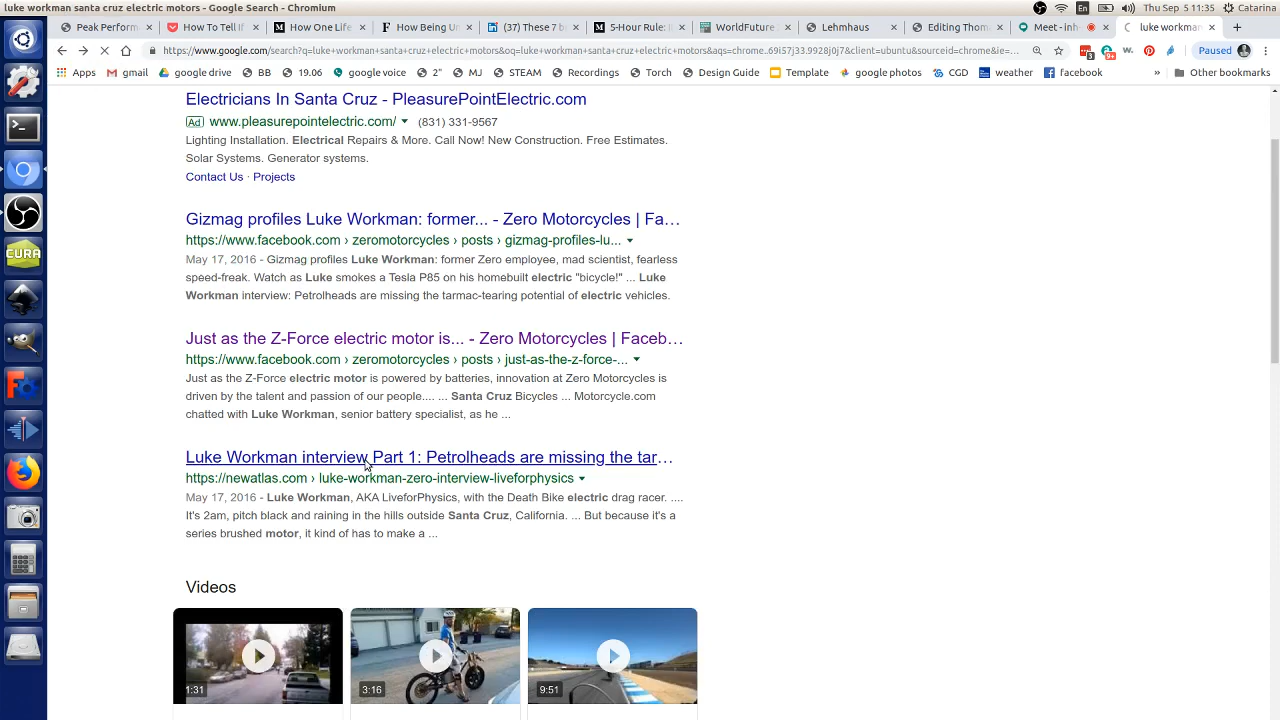 luke workman santa cruz electric motors - Google Search - Chromium
En
Thu Sep 5 11:35
Catarina
Peak Perform
How To Tell If
How One Life
How Being Un
(37) These 7 b
5-Hour Rule: I
WordFuture
Lehmhaus
Editing Thom
Meet - Inh
luke workman
https://www.google.com/search?q=luke+workman+santa+cruz+electric+motors&oq=luke+workman+santa+cruz+electric+motors&aqs=chrome..69i57j33.9928j0j7&client=ubuntu&sourceid=chrome&ie=...
3
9+
W.
Paused
Apps
gmail
google drive
BB
19.06
google voice
2"
MJ
STEAM
Recordings
Torch
Design Guide
Template
google photos
CGD
weather
facebook
»
Other bookmarks
Electricians In Santa Cruz - PleasurePointElectric.com
Ad www.pleasurepointelectric.com/ (831) 331-9567
Lighting Installation. Electrical Repairs & More. Call Now! New Construction. Free Estimates.
Solar Systems. Generator systems.
Contact Us · Projects
Gizmag profiles Luke Workman: former... - Zero Motorcycles | Fa...
https://www.facebook.com › zeromotorcycles › posts › gizmag-profiles-lu...
May 17, 2016 - Gizmag profiles Luke Workman: former Zero employee, mad scientist, fearless
speed-freak. Watch as Luke smokes a Tesla P85 on his homebuilt electric "bicycle!" ... Luke
Workman interview: Petrolheads are missing the tarmac-tearing potential of electric vehicles.
Just as the Z-Force electric motor is... - Zero Motorcycles | Faceb...
https://www.facebook.com › zeromotorcycles › posts › just-as-the-z-force-...
Just as the Z-Force electric motor is powered by batteries, innovation at Zero Motorcycles is
driven by the talent and passion of our people.... ... Santa Cruz Bicycles ... Motorcycle.com
chatted with Luke Workman, senior battery specialist, as he ...
Luke Workman interview Part 1: Petrolheads are missing the tar...
https://newatlas.com › luke-workman-zero-interview-liveforphysics
May 17, 2016 - Luke Workman, AKA LiveforPhysics, with the Death Bike electric drag racer. ....
It's 2am, pitch black and raining in the hills outside Santa Cruz, California. ... But because it's a
series brushed motor, it kind of has to make a ...
Videos
1:31
3:16
9:51
CURA